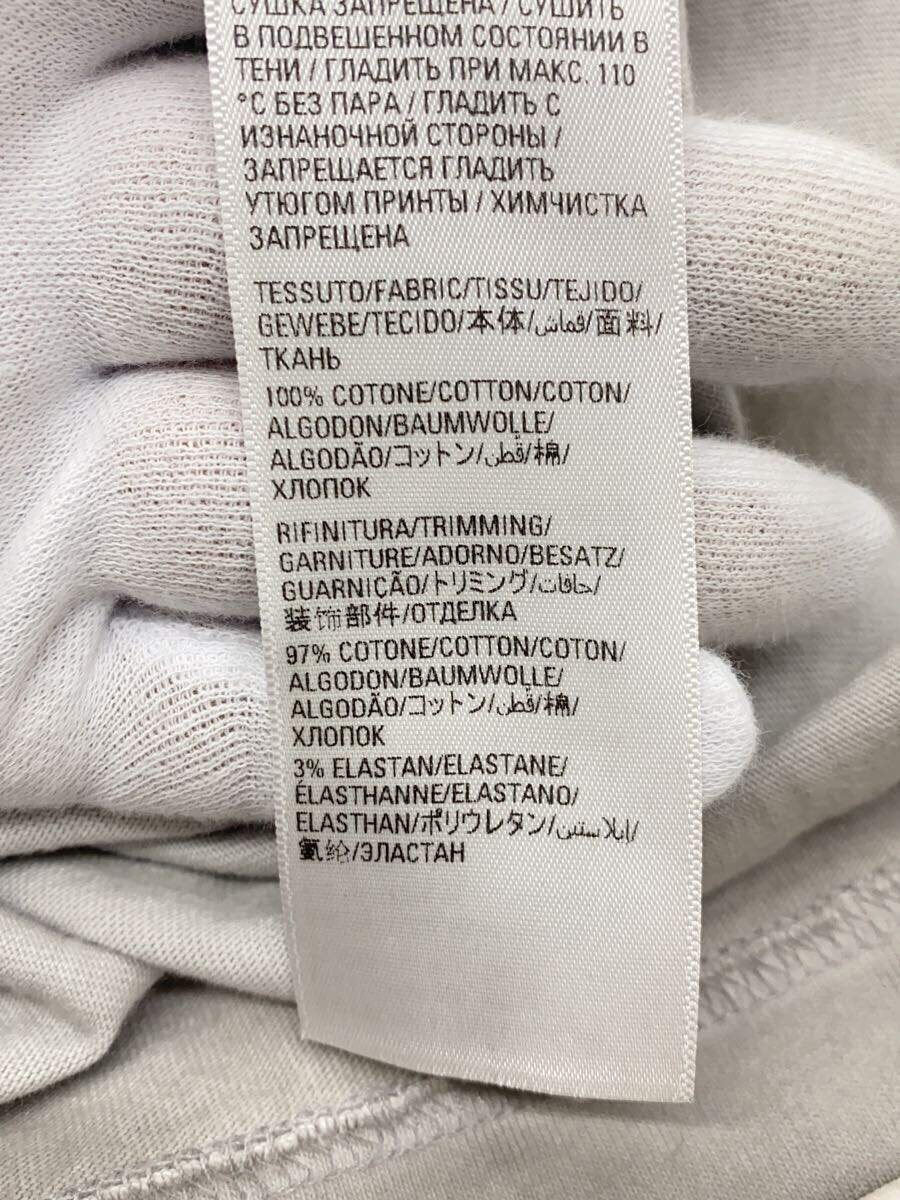 СУШКА ЗАПРЕЩЕНА / СУШИТЬ
В ПОДВЕШЕННОМ СОСТОЯНИИ В
ТЕНИ / ГЛАДИТЬ ПРИ МАКС. 110
°C БЕЗ ПАРА / ГЛАДИТЬ С
ИЗНАНОЧНОЙ СТОРОНЫ /
ЗАПРЕЩАЕТСЯ ГЛАДИТЬ
УТЮГОМ ПРИНТЫ / ХИМЧИСТКА
ЗАПРЕЩЕНА
TESSUTO/FABRIC/TISSU/TEJIDO/
GEWEBE/TECIDO/本体/قماش/面料/
ТКАНЬ
100% COTONE/COTTON/COTON/
ALGODON/BAUMWOLLE/
ALGODÃO/コットン/قطن/棉/
ХЛОПОК
RIFINITURA/TRIMMING/
GARNITURE/ADORNO/BESATZ/
GUARNIÇÃO/トリミング/حافات/
装饰部件/ОТДЕЛКА
97% COTONE/COTTON/COTON/
ALGODON/BAUMWOLLE/
ALGODÃO/コットン/قطن/棉/
ХЛОПОК
3% ELASTAN/ELASTANE/
ÉLASTHANNE/ELASTANO/
ELASTHAN/ポリウレタン/إيلاستين/
氨纶/ЭЛАСТАН